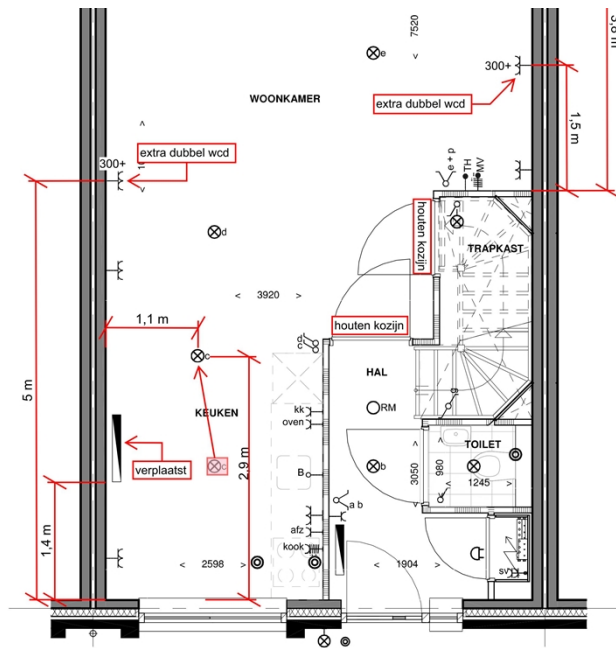 7520
3,8 m
e
300+
WOONKAMER
extra dubbel wcd
1,5 m
extra dubbel wcd
300+
e + p
TH
MV
houten kozijn
TRAPKAST
d
3920
1,1 m
houten kozijn
c
5 m
HAL
KEUKEN
kk
oven
RM
g
TOILET
2,9 m
verplaatst
c
B
b
3050
980
1245
1,4 m
a b
afz
kook
2598
1904
sv
a